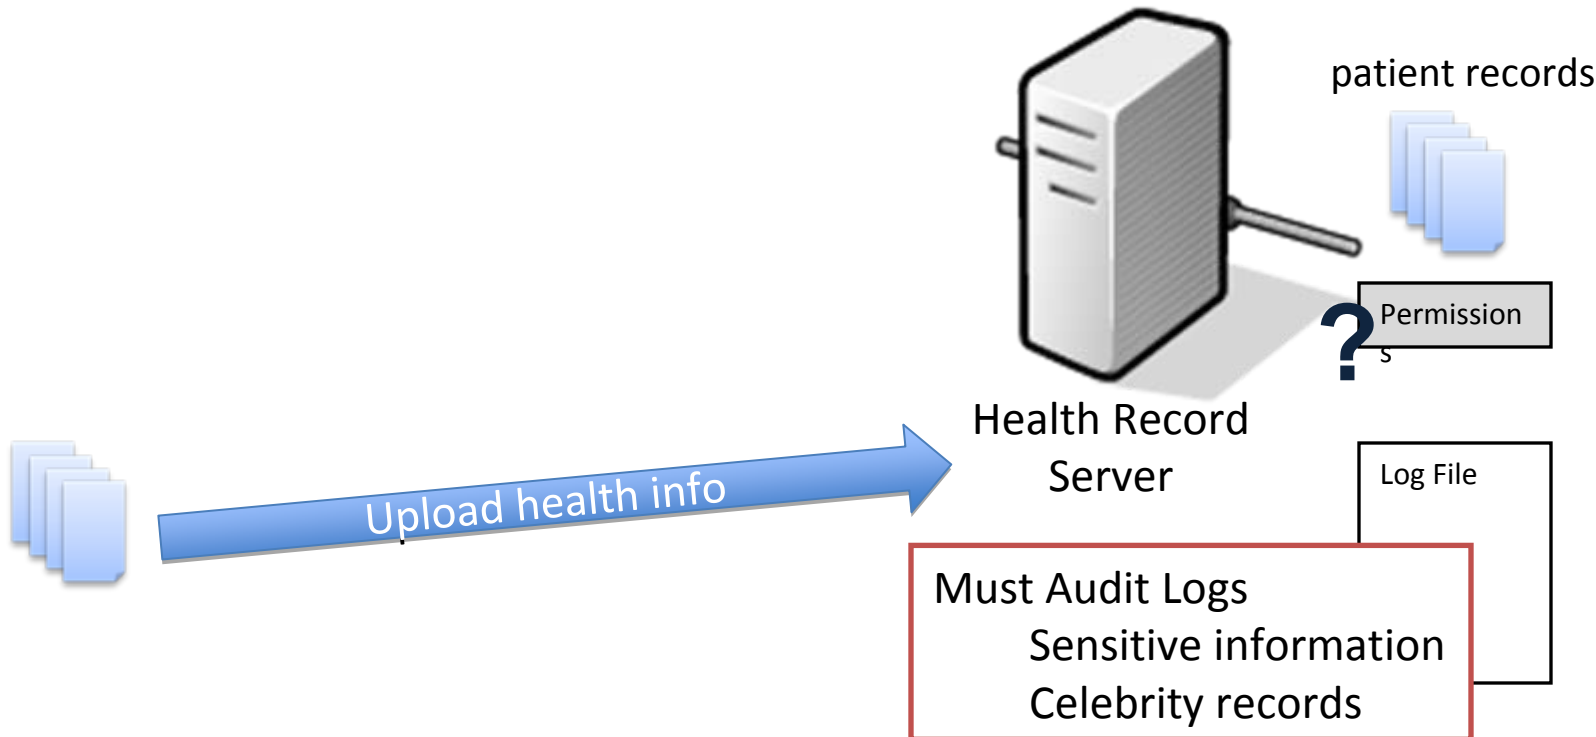 patient records
?
Permission
s
Health Record
Server
Upload health info
Log File
Must Audit Logs
Sensitive information
Celebrity records